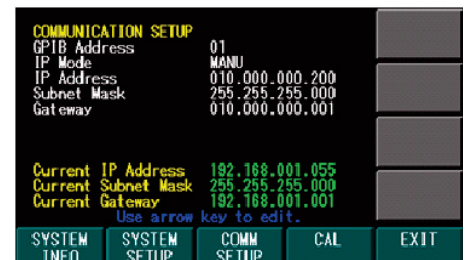 COMMUNICATION SETUP
GPIB Address 01
IP Mode MANU
IP Address 010.000.000.200
Subnet Mask 255.255.255.000
Gateway 010.000.000.001
Current IP Address 192.168.001.055
Current Subnet Mask 255.255.255.000
Current Gateway 192.168.001.001
Use arrow key to edit.
SYSTEM INFO
SYSTEM SETUP
COMM SETUP
CAL
EXIT